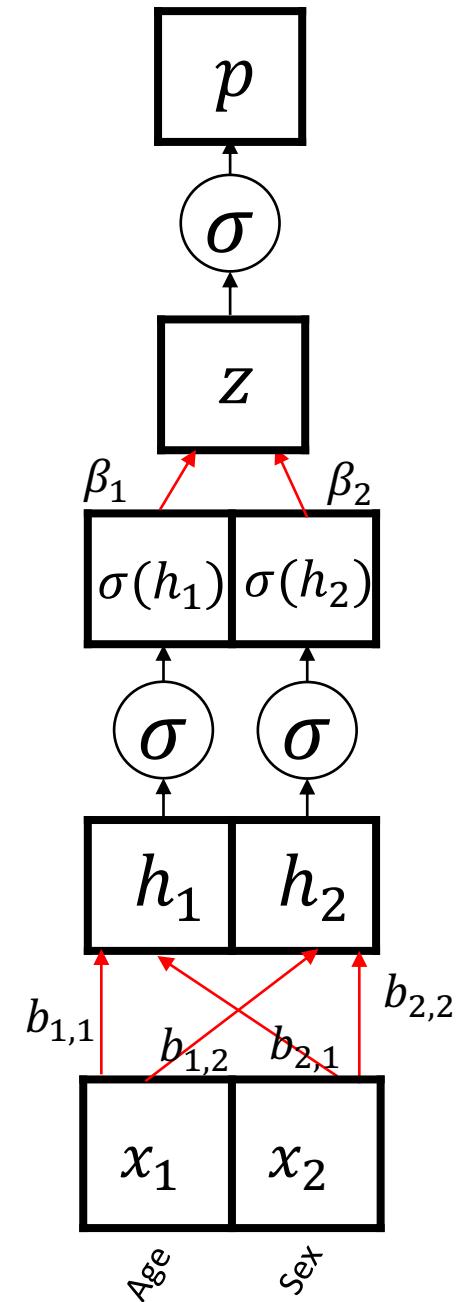 p
σ
z
β₁ β₂
σ(h₁) σ(h₂)
σ σ
h₁ h₂
b₁,₁ b₁,₂ b₂,₁ b₂,₂
x₁ x₂
Age Sex